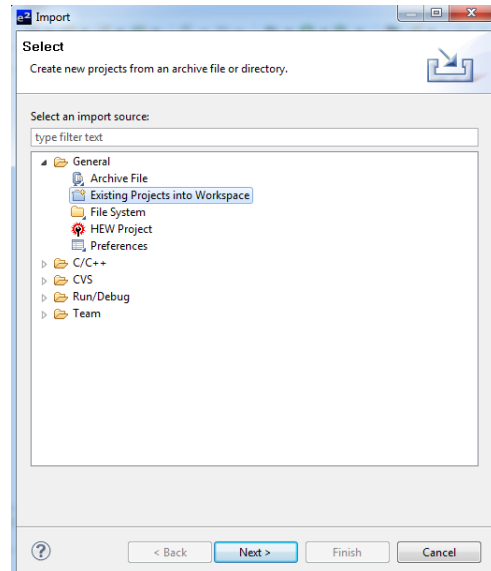 e² Import
Select
Create new projects from an archive file or directory.
Select an import source:
type filter text
General
Archive File
Existing Projects into Workspace
File System
HEW Project
Preferences
C/C++
CVS
Run/Debug
Team
?
< Back Next > Finish Cancel